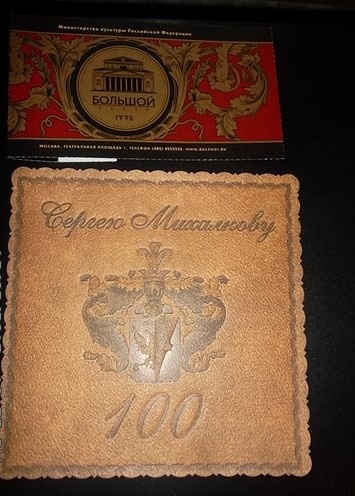 Министерство культуры Российской Федерации
БОЛЬШОЙ
ТЕАТР
1776
МОСКВА, ТЕАТРАЛЬНАЯ ПЛОЩАДЬ 1, ТЕЛЕФОН (495) 4555555, WWW.BOLSHOI.RU
Сергею Михалкову
100